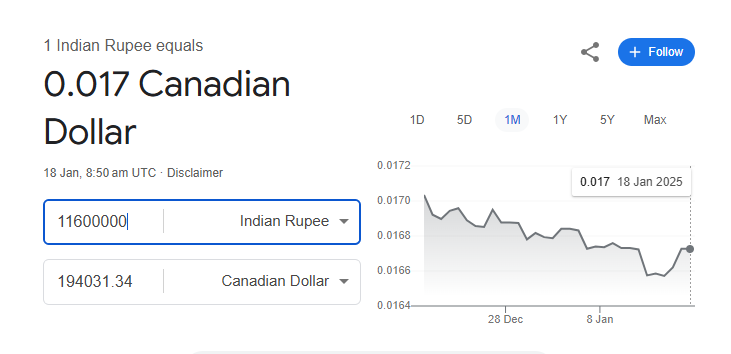 1 Indian Rupee equals
0.017 Canadian
Dollar
18 Jan, 8:50 am UTC · Disclaimer
11600000 Indian Rupee
194031.34 Canadian Dollar
Follow
1D 5D 1M 1Y 5Y Max
0.017 18 Jan 2025
0.0172
0.0170
0.0168
0.0166
0.0164
28 Dec 8 Jan